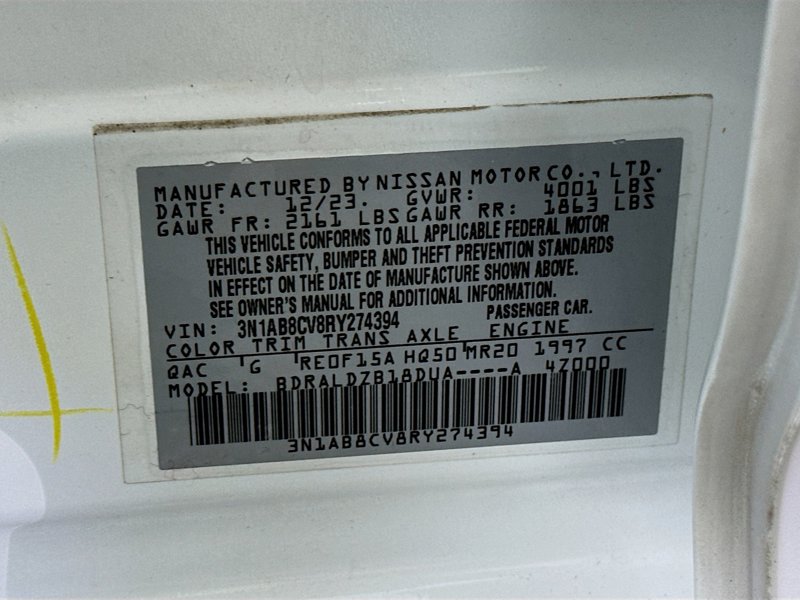 MANUFACTURED BY NISSAN MOTOR CO., LTD.
DATE: 12/23. GVWR: 4001 LBS
GAWR FR: 2161 LBS GAWR RR: 1863 LBS
THIS VEHICLE CONFORMS TO ALL APPLICABLE FEDERAL MOTOR
VEHICLE SAFETY, BUMPER AND THEFT PREVENTION STANDARDS
IN EFFECT ON THE DATE OF MANUFACTURE SHOWN ABOVE.
SEE OWNER'S MANUAL FOR ADDITIONAL INFORMATION.
VIN: 3N1AB8CV8RY274394 PASSENGER CAR.
COLOR TRIM TRANS AXLE ENGINE
QAC G RE0F15A HQ50 MR20 1997 CC
MODEL: BDRALDZB18DUA----A 4Z000
3N1AB8CV8RY274394